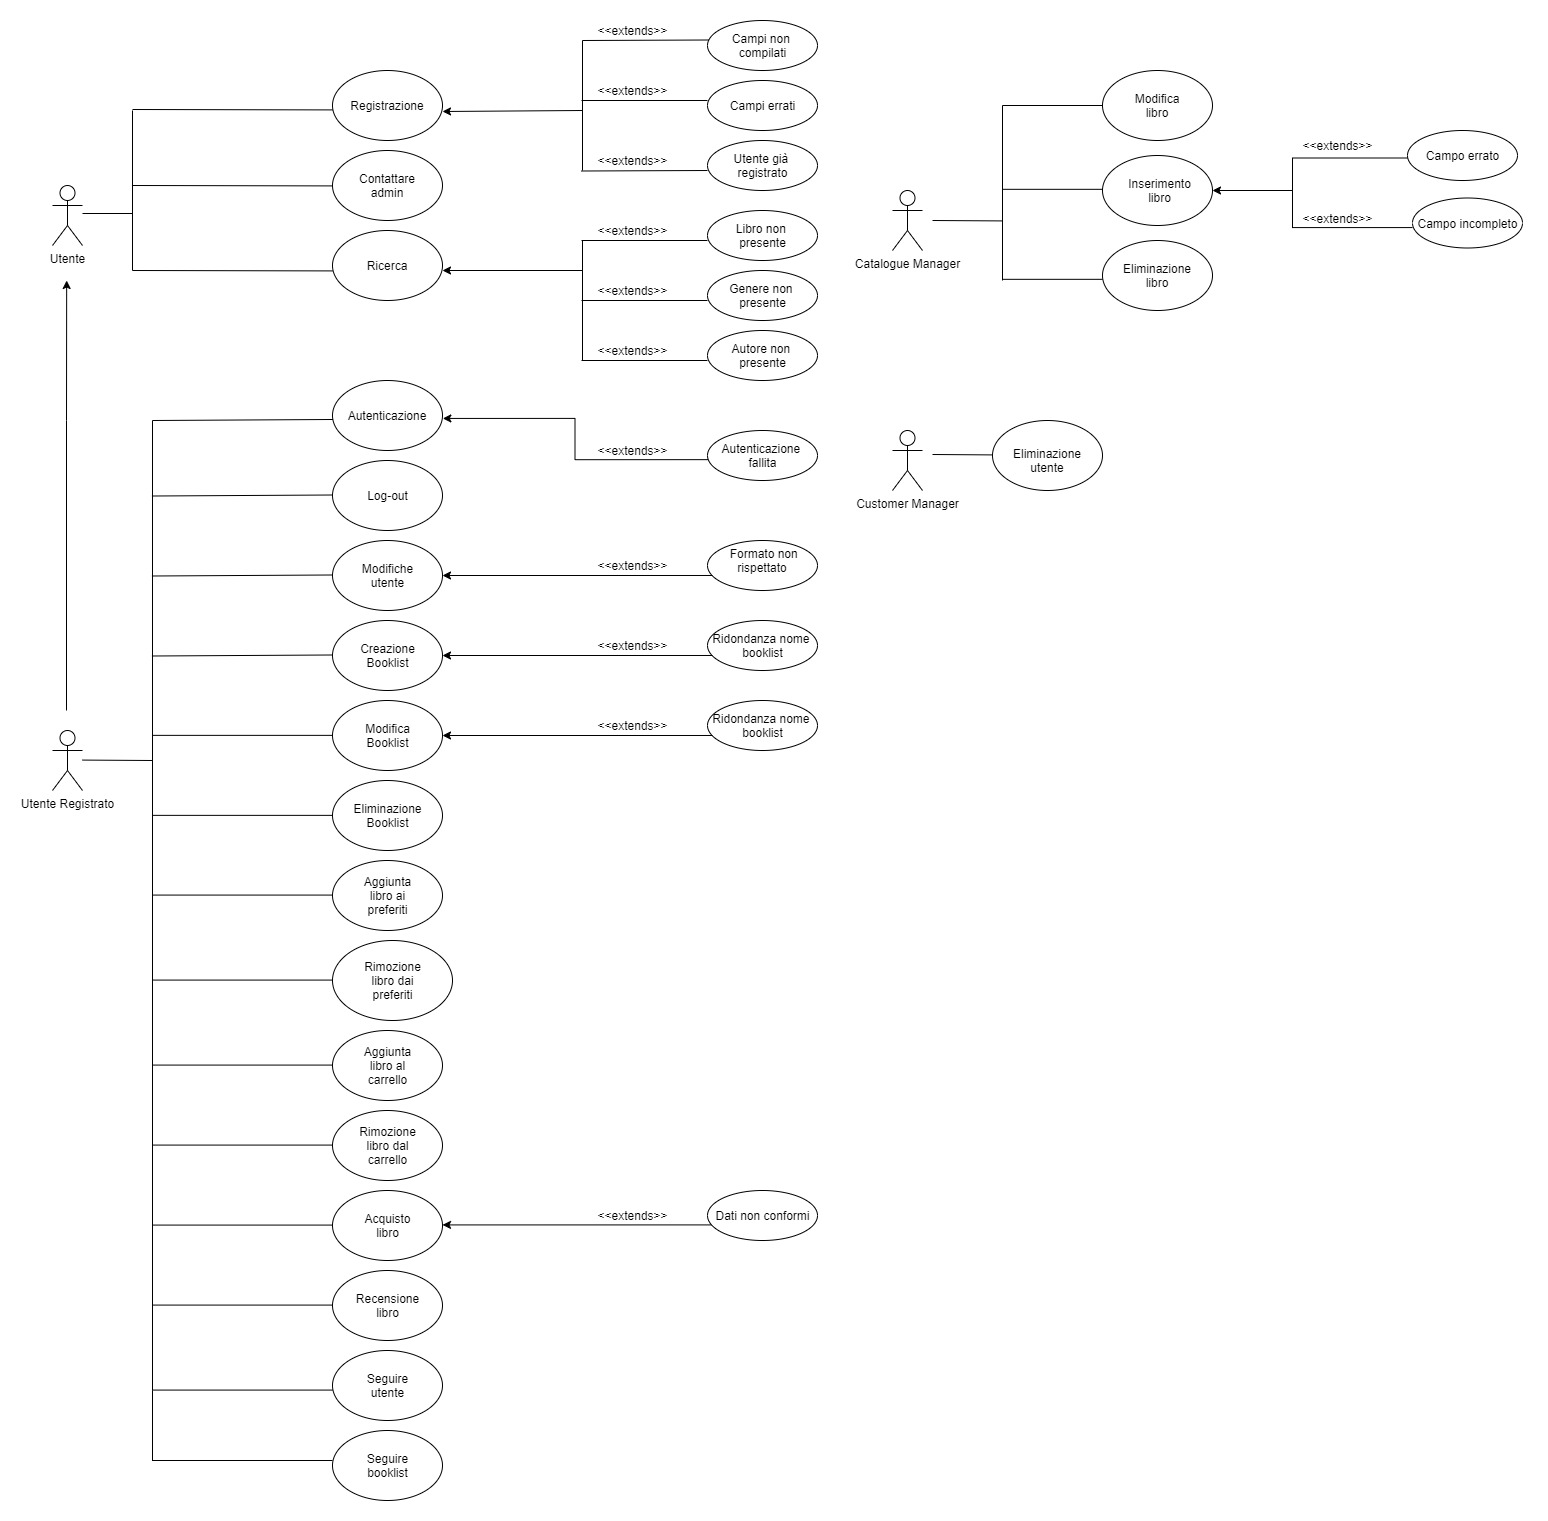 <<extends>>
Campi non
compilati
Registrazione
<<extends>>
Campi errati
<<extends>>
Utente già
registrato
Contattare
admin
Utente
Ricerca
<<extends>>
Libro non
presente
<<extends>>
Genere non
presente
<<extends>>
Autore non
presente
Modifica
libro
<<extends>>
Campo errato
Inserimento
libro
<<extends>>
Campo incompleto
Catalogue Manager
Eliminazione
libro
Autenticazione
<<extends>>
Autenticazione
fallita
Eliminazione
utente
Customer Manager
Log-out
Modifiche
utente
<<extends>>
Formato non
rispettato
Creazione
Booklist
<<extends>>
Ridondanza nome
booklist
Modifica
Booklist
<<extends>>
Ridondanza nome
booklist
Utente Registrato
Eliminazione
Booklist
Aggiunta
libro ai
preferiti
Rimozione
libro dai
preferiti
Aggiunta
libro al
carrello
Rimozione
libro dal
carrello
Acquisto
libro
<<extends>>
Dati non conformi
Recensione
libro
Seguire
utente
Seguire
booklist